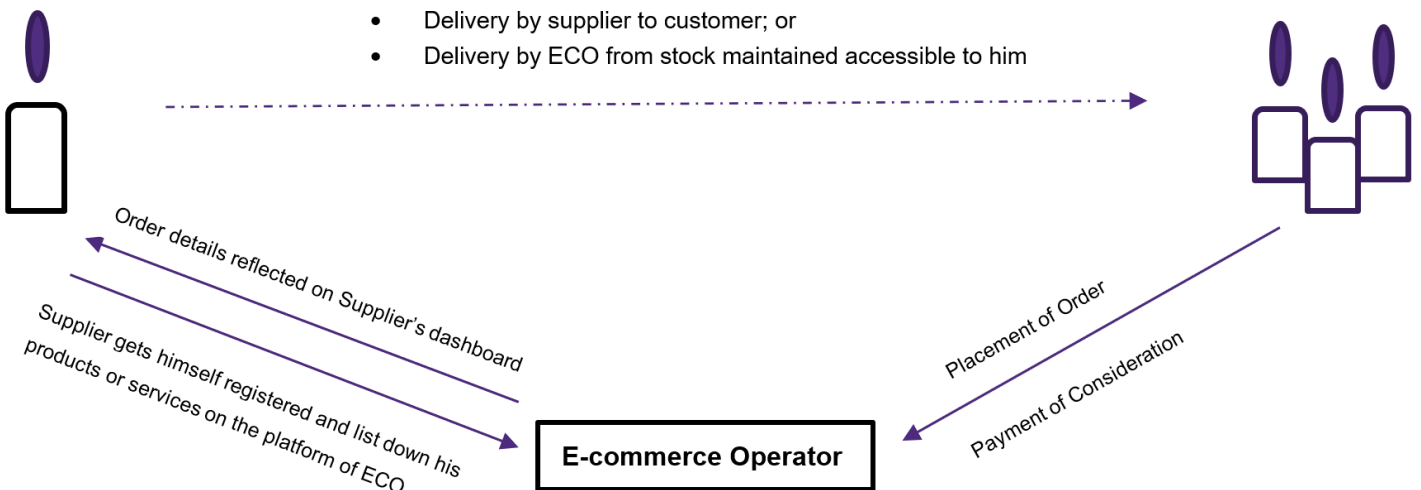 • Delivery by supplier to customer; or
• Delivery by ECO from stock maintained accessible to him
Order details reflected on Supplier’s dashboard
Supplier gets himself registered and list down his
products or services on the platform of ECO
Placement of Order
Payment of Consideration
E-commerce Operator